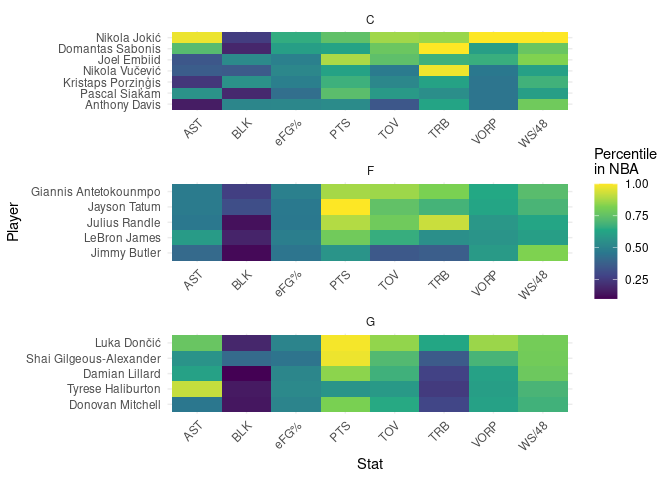 C
Nikola Jokić
Domantas Sabonis
Joel Embiid
Nikola Vučević
Kristaps Porziņģis
Pascal Siakam
Anthony Davis
AST BLK eFG% PTS TOV TRB VORP WS/48
F
Giannis Antetokounmpo
Jayson Tatum
Julius Randle
LeBron James
Jimmy Butler
AST BLK eFG% PTS TOV TRB VORP WS/48
G
Luka Dončić
Shai Gilgeous-Alexander
Damian Lillard
Tyrese Haliburton
Donovan Mitchell
AST BLK eFG% PTS TOV TRB VORP WS/48
Stat
Player
Percentile
in NBA
1.00
0.75
0.50
0.25